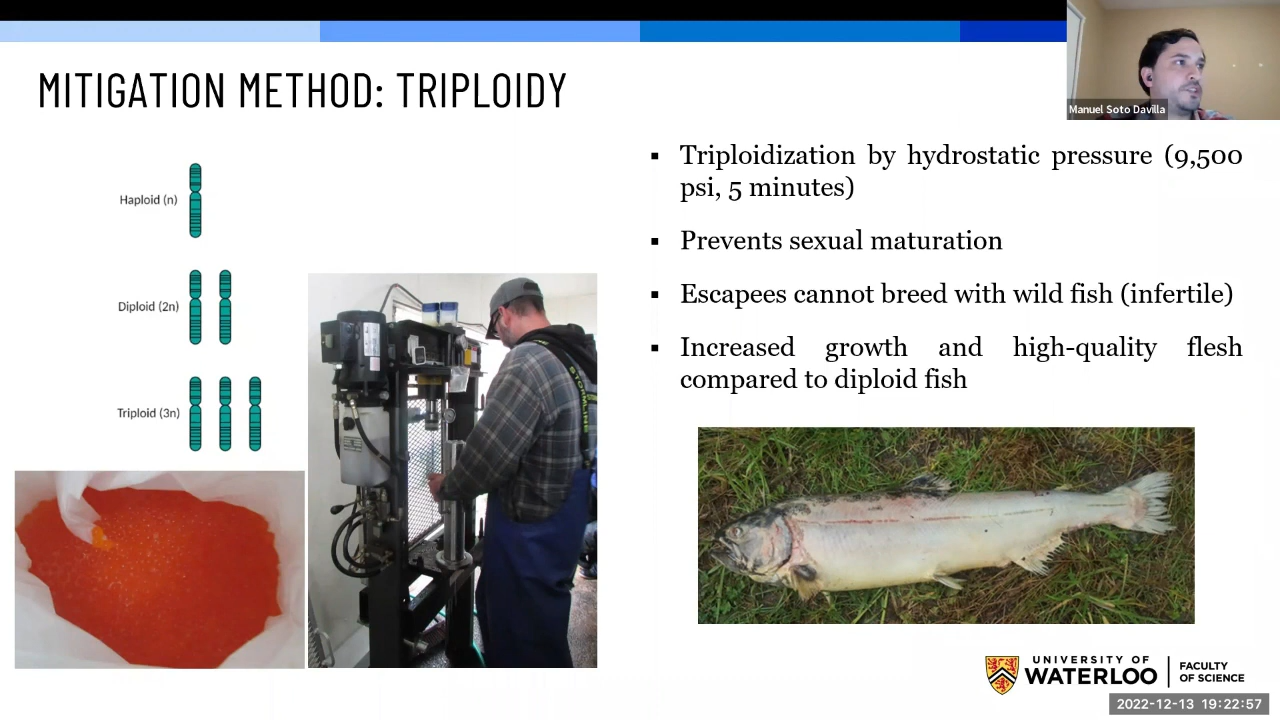 MITIGATION METHOD: TRIPLOIDY
Manuel Soto Davilla
Haploid (n)
Diploid (2n)
Triploid (3n)
STORMLINE
▪ Triploidization by hydrostatic pressure (9,500
psi, 5 minutes)
▪ Prevents sexual maturation
▪ Escapees cannot breed with wild fish (infertile)
▪ Increased growth and high-quality flesh
compared to diploid fish
UNIVERSITY OF
WATERLOO
FACULTY
OF SCIENCE
2022-12-13 19:22:57